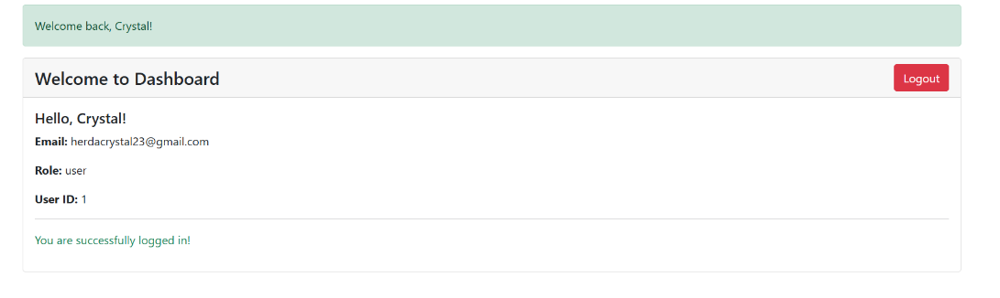 Welcome back, Crystal!
Welcome to Dashboard
Logout
Hello, Crystal!
Email: herdacrystal23@gmail.com
Role: user
User ID: 1
You are successfully logged in!